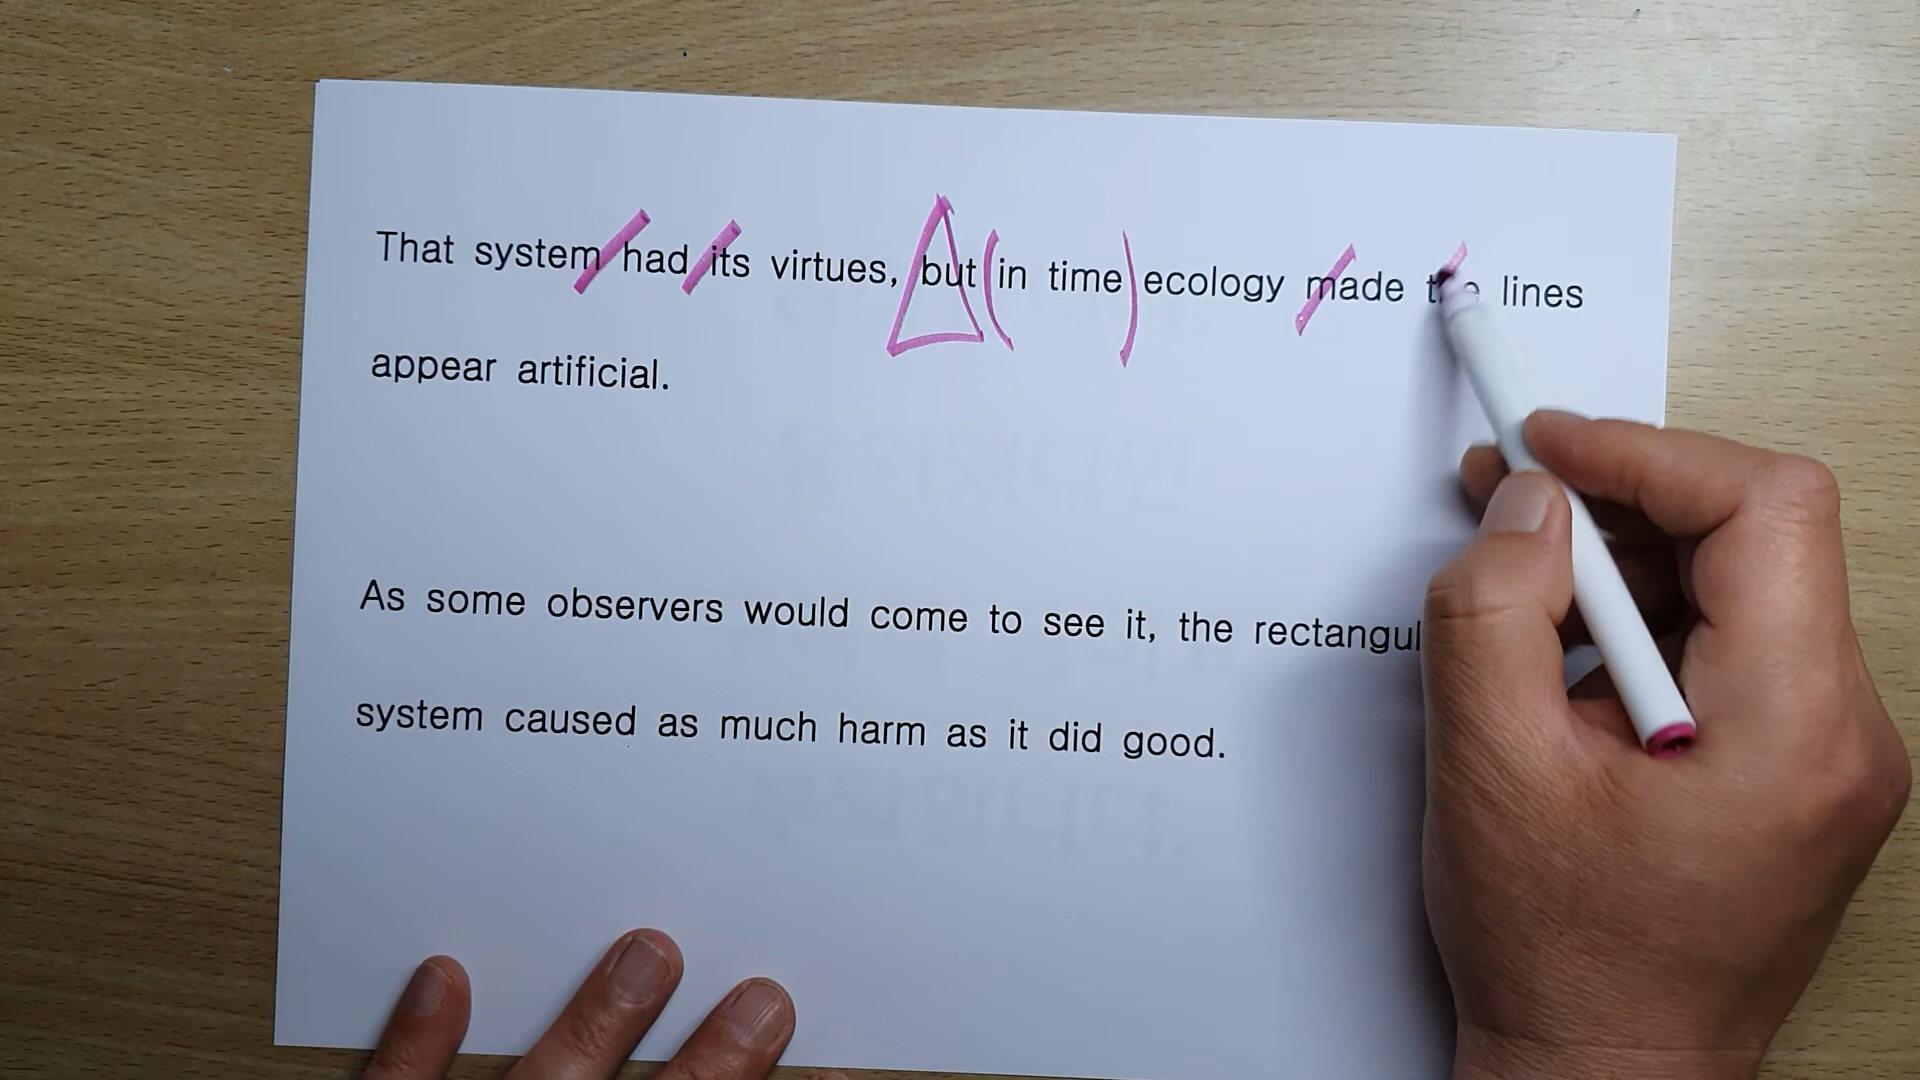 That system had its virtues, but in time ecology made the lines
appear artificial.
As some observers would come to see it, the
system caused as much harm as it did good.